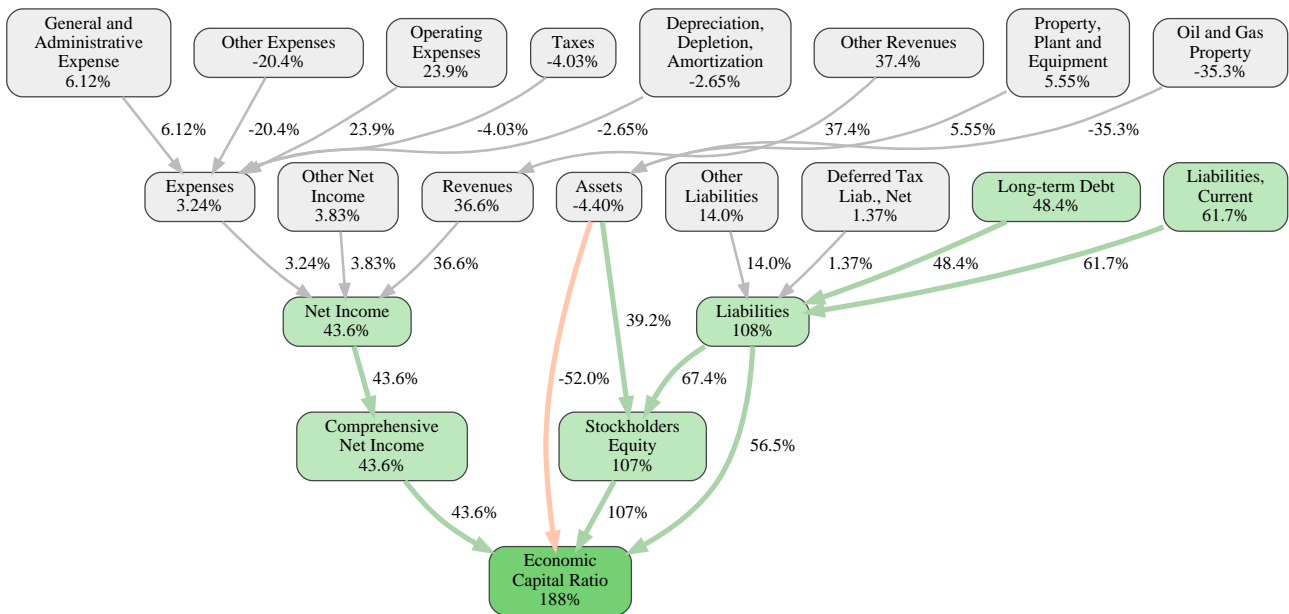 General and
Administrative
Expense
6.12%
Other Expenses
-20.4%
Operating
Expenses
23.9%
Taxes
-4.03%
Depreciation,
Depletion,
Amortization
-2.65%
Other Revenues
37.4%
Property,
Plant and
Equipment
5.55%
Oil and Gas
Property
-35.3%
6.12%
-20.4%
23.9%
-4.03%
-2.65%
37.4%
5.55%
-35.3%
Expenses
3.24%
Other Net
Income
3.83%
Revenues
36.6%
Assets
-4.40%
Other
Liabilities
14.0%
Deferred Tax
Liab., Net
1.37%
Long-term Debt
48.4%
Liabilities,
Current
61.7%
3.24%
3.83%
36.6%
14.0%
1.37%
48.4%
61.7%
Net Income
43.6%
39.2%
Liabilities
108%
43.6%
-52.0%
67.4%
Comprehensive
Net Income
43.6%
Stockholders
Equity
107%
56.5%
43.6%
107%
Economic
Capital Ratio
188%